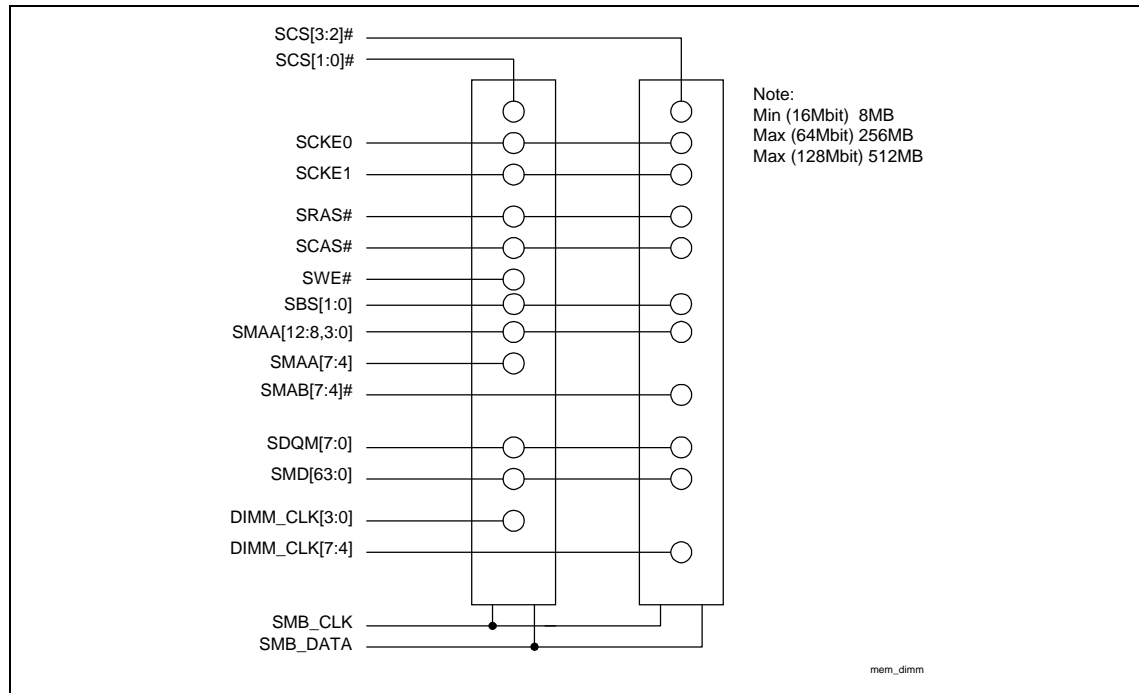 SCS[3:2]#
SCS[1:0]#
Note:
Min (16Mbit)  8MB
Max (64Mbit) 256MB
Max (128Mbit) 512MB
SCKE0
SCKE1
SRAS#
SCAS#
SWE#
SBS[1:0]
SMAA[12:8,3:0]
SMAA[7:4]
SMAB[7:4]#
SDQM[7:0]
SMD[63:0]
DIMM_CLK[3:0]
DIMM_CLK[7:4]
SMB_CLK
SMB_DATA
mem_dimm